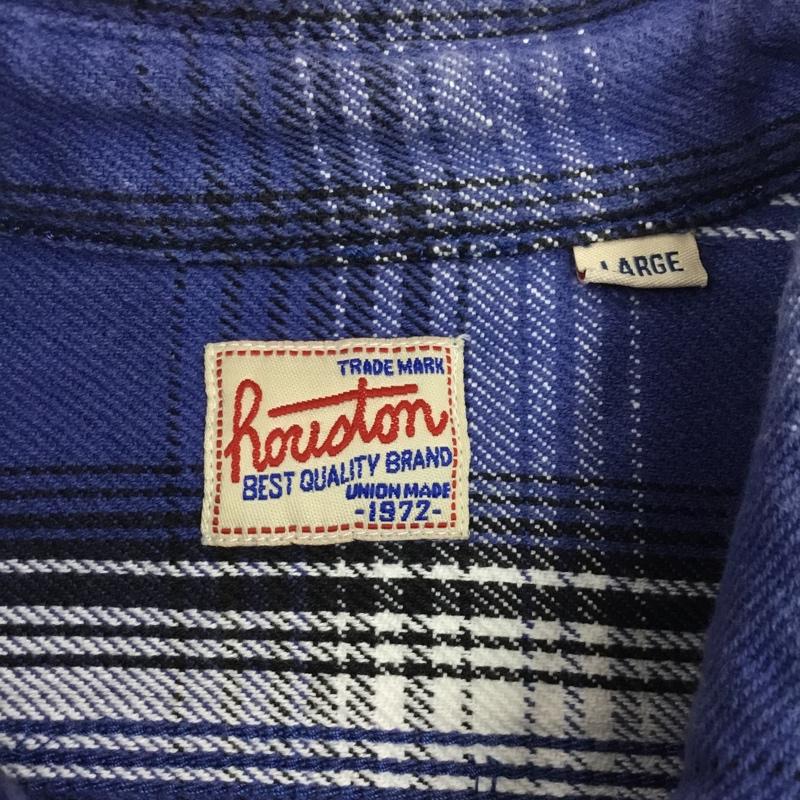 LARGE
TRADE MARK
houston
BEST QUALITY BRAND
UNION MADE
-1972-